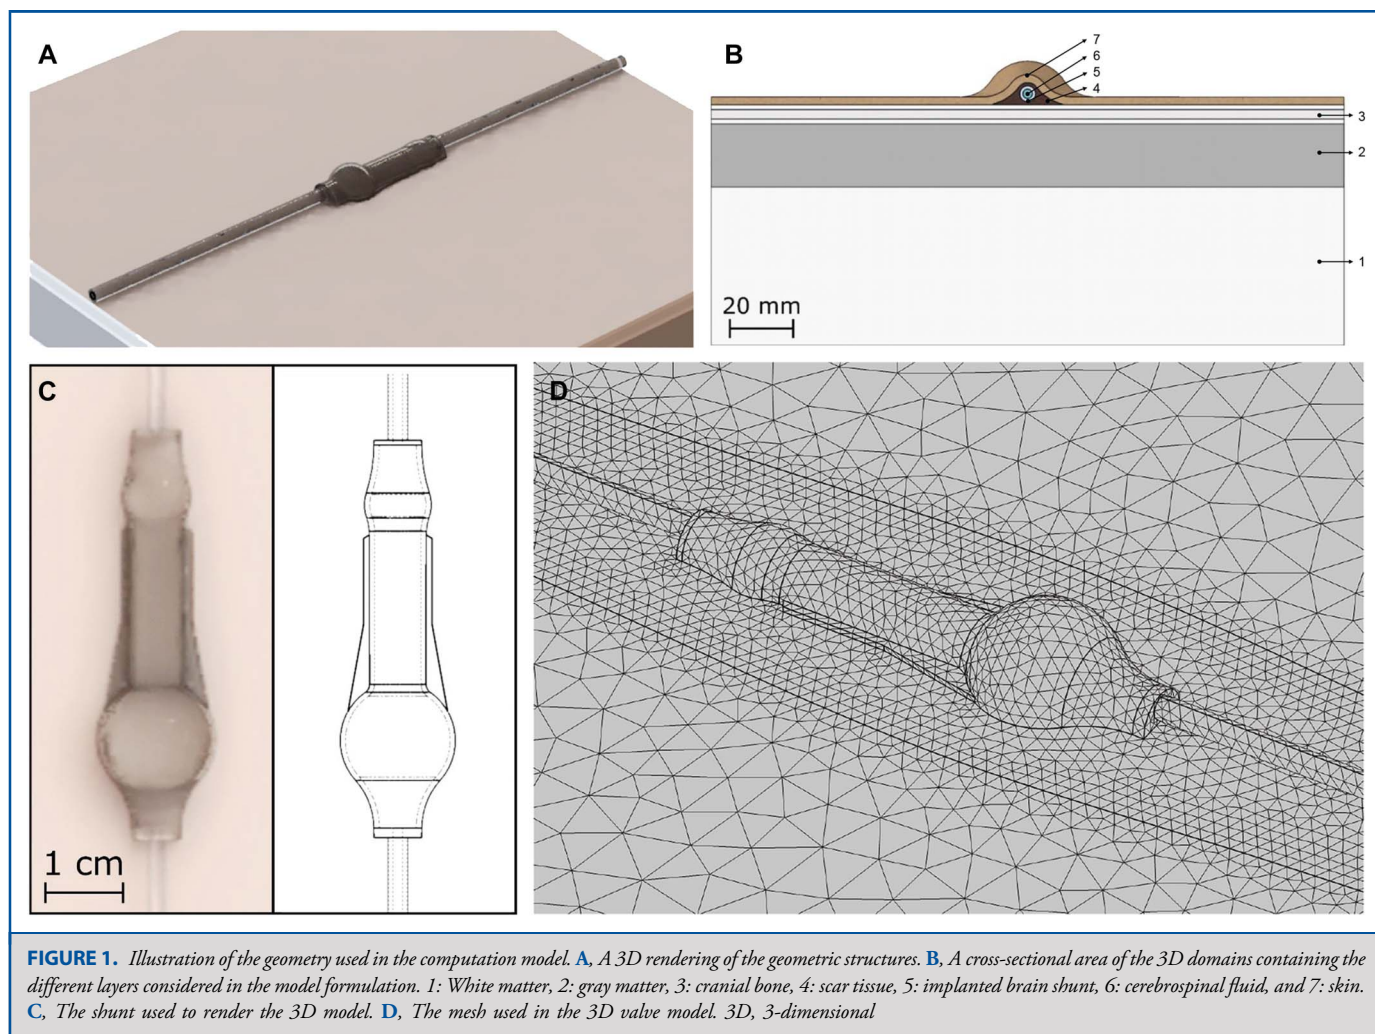 A
B
7
6
5
4
3
2
1
20 mm
C
1 cm
D
FIGURE 1. Illustration of the geometry used in the computation model. A, A 3D rendering of the geometric structures. B, A cross-sectional area of the 3D domains containing the
different layers considered in the model formulation. 1: White matter, 2: gray matter, 3: cranial bone, 4: scar tissue, 5: implanted brain shunt, 6: cerebrospinal fluid, and 7: skin.
C, The shunt used to render the 3D model. D, The mesh used in the 3D valve model. 3D, 3-dimensional